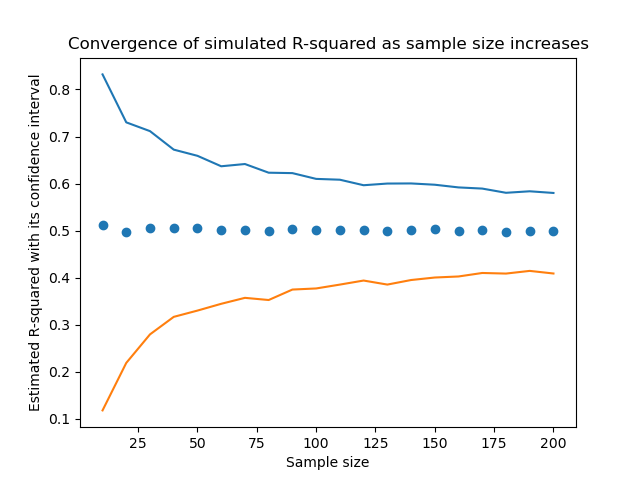 Convergence of simulated R-squared as sample size increases
Estimated R-squared with its confidence interval
0.8
0.7
0.6
0.5
0.4
0.3
0.2
0.1
25 50 75 100 125 150 175 200
Sample size